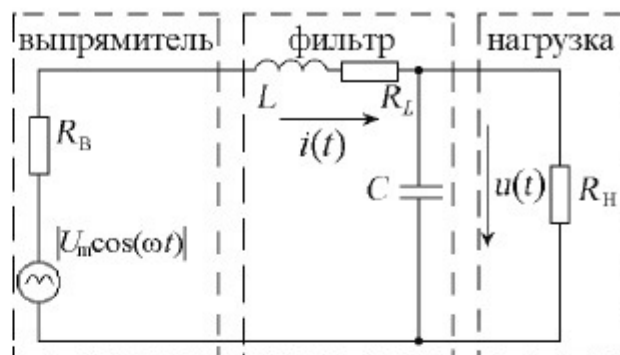 выпрямитель
фильтр
нагрузка
L
R_L
R_В
i(t)
C
u(t)
R_Н
|U_m cos(ωt)|